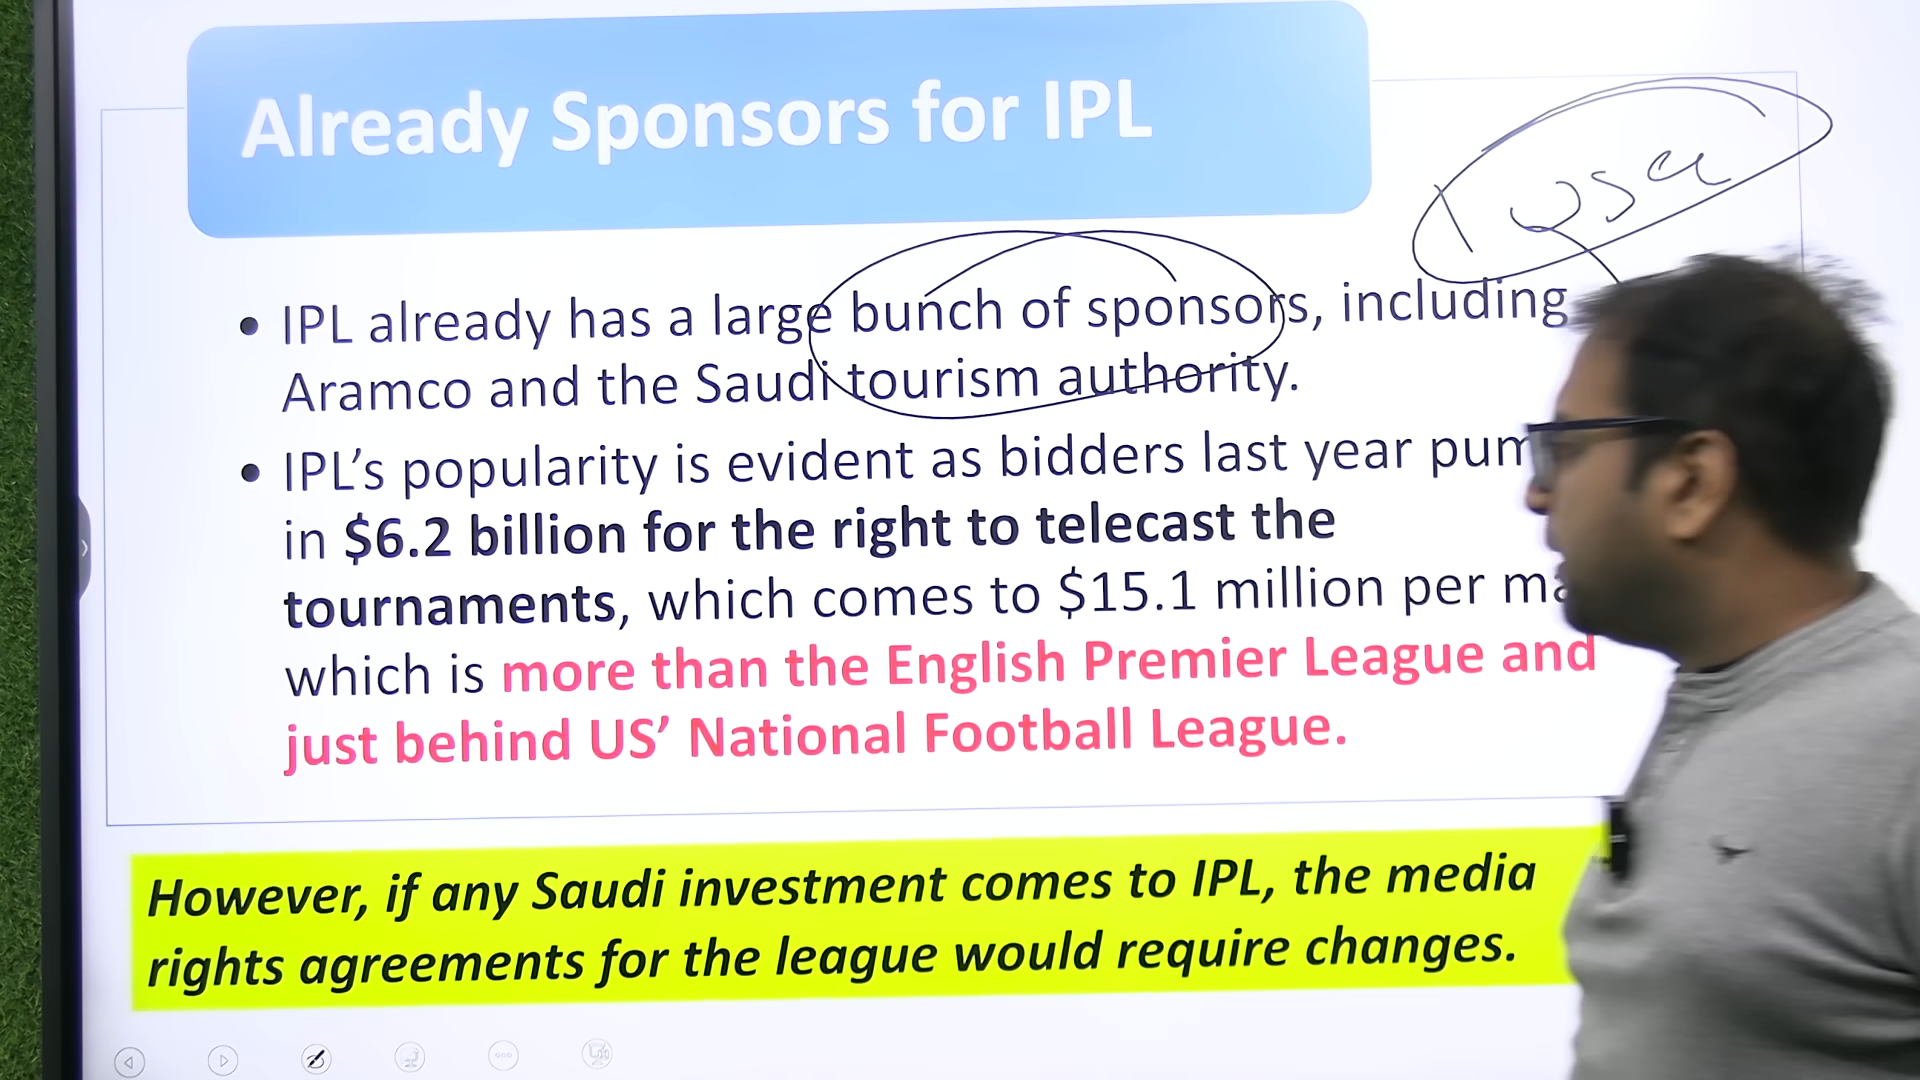 Already Sponsors for IPL
• IPL already has a large bunch of sponsors, including
Aramco and the Saudi tourism authority.
• IPL's popularity is evident as bidders last year
in $6.2 billion for the right to telecast the
tournaments, which comes to $15.1 million per
which is more than the English Premier League and
just behind US' National Football League.
However, if any Saudi investment comes to IPL, the media
rights agreements for the league would require changes.